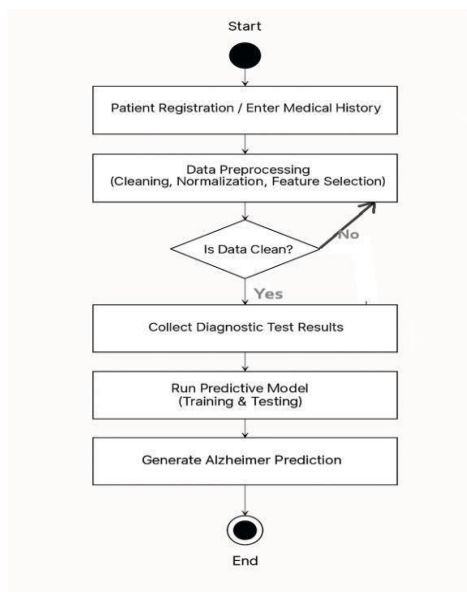 Start
Patient Registration / Enter Medical History
Data Preprocessing
(Cleaning, Normalization, Feature Selection)
Is Data Clean?
No
Yes
Collect Diagnostic Test Results
Run Predictive Model
(Training & Testing)
Generate Alzheimer Prediction
End